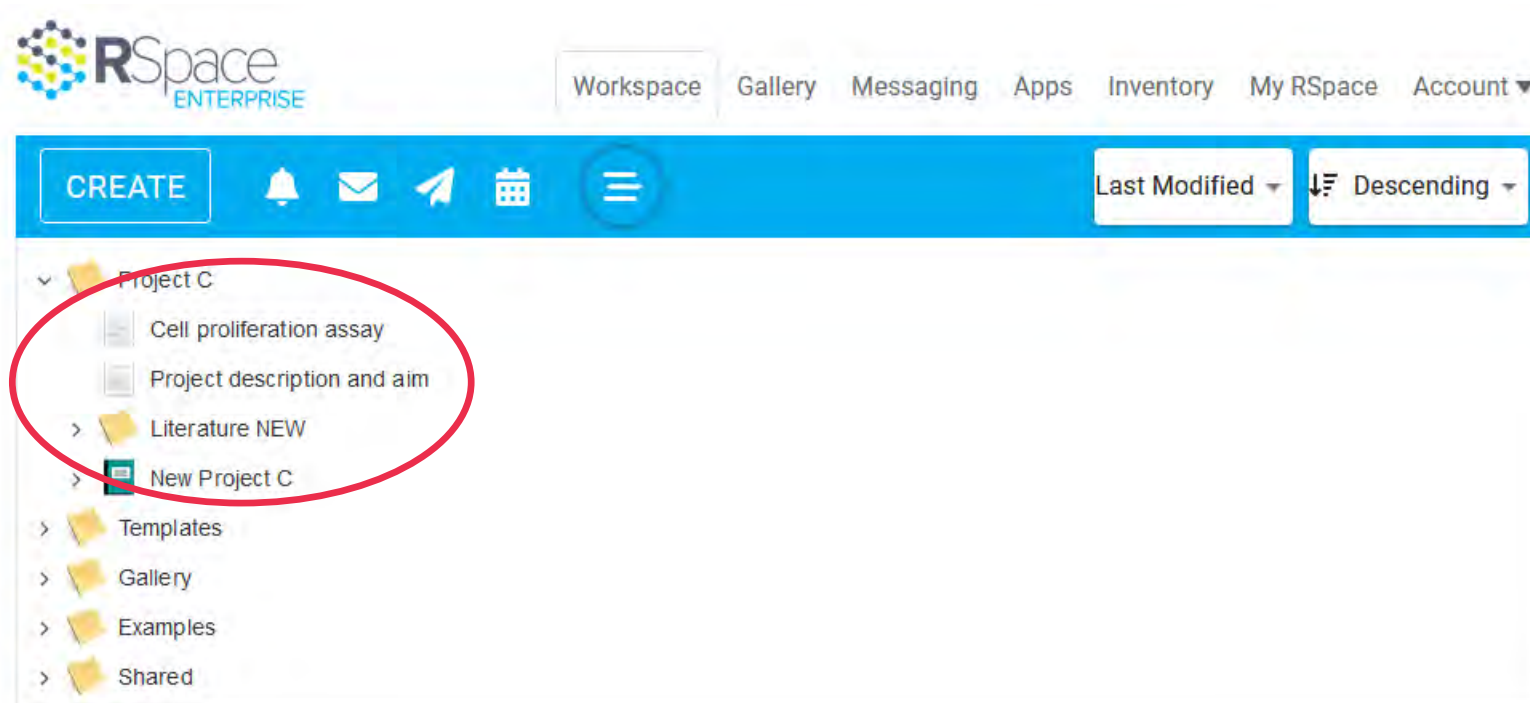 RSpace
ENTERPRISE
Workspace Gallery Messaging Apps Inventory My RSpace Account
CREATE Last Modified Descending
Project C
Cell proliferation assay
Project description and aim
Literature NEW
New Project C
Templates
Gallery
Examples
Shared